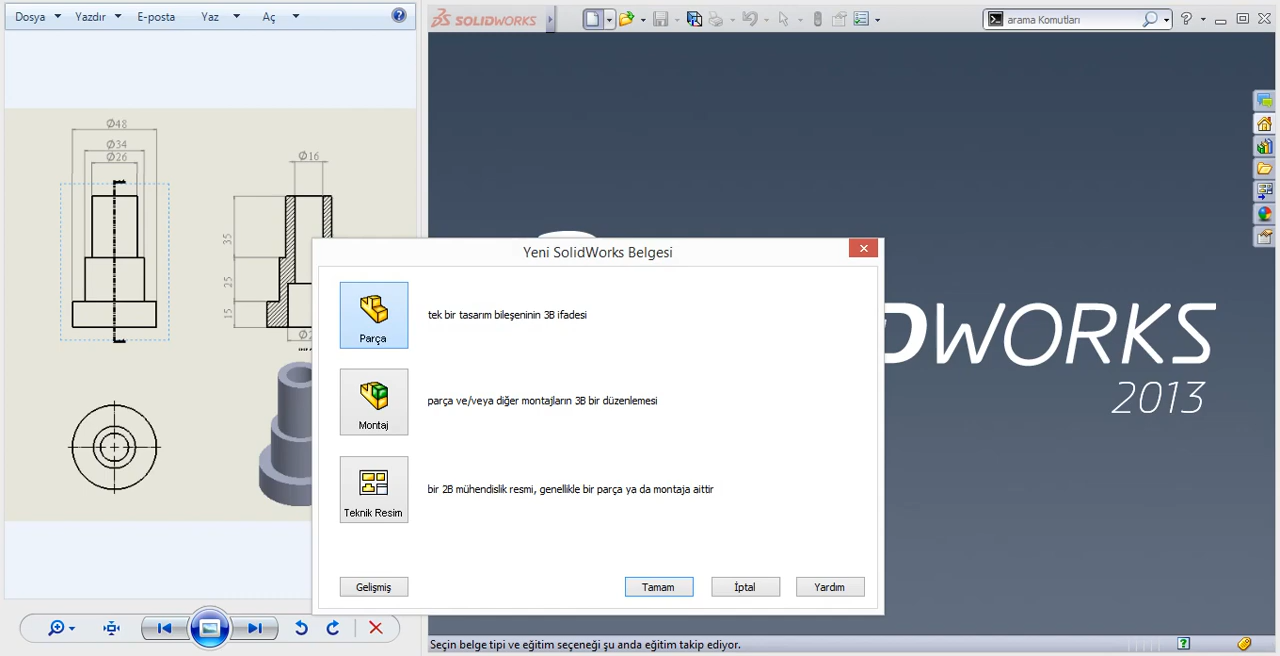 Dosya Yazdır E-posta Yaz Aç
SOLIDWORKS
arama Komutları
Ø48
Ø34
Ø26
Ø16
35
25
15
35
25
15
Yeni SolidWorks Belgesi
Parça
tek bir tasarım bileşeninin 3B ifadesi
Montaj
parça ve/veya diğer montajların 3B bir düzenlemesi
Teknik Resim
bir 2B mühendislik resmi, genellikle bir parça ya da montaja aittir
Gelişmiş Tamam İptal Yardım
DWORKS
2013
Seçin belge tipi ve eğitim seçeneği şu anda eğitim takip ediyor.